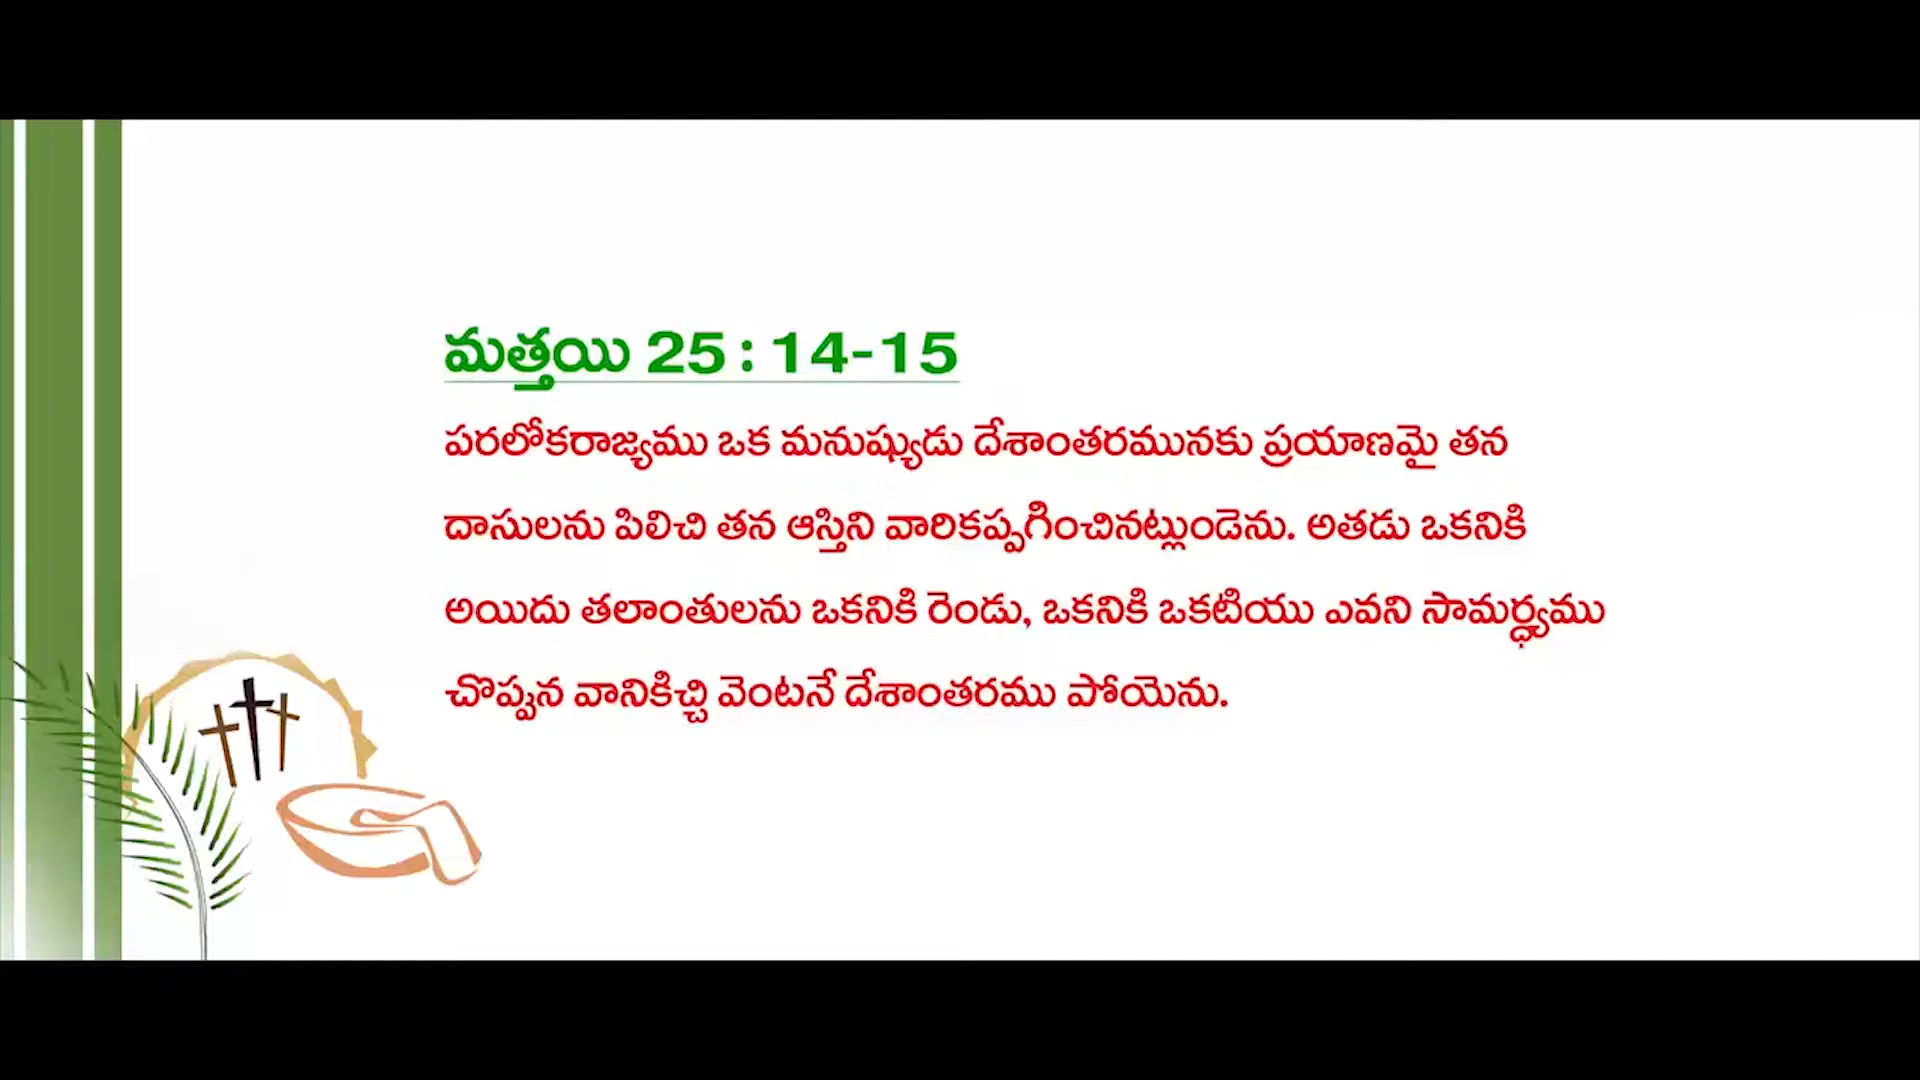 మత్తయి 25 : 14-15
పరలోకరాజ్యము ఒక మనుష్యుడు దేశాంతరమునకు ప్రయాణమై తన
దాసులను పిలిచి తన ఆస్తిని వారికప్పగించినట్లుండెను. అతడు ఒకనికి
అయిదు తలాంతులను ఒకనికి రెండు, ఒకనికి ఒకటియు ఎవని సామర్థ్యము
చొప్పున వానికిచ్చి వెంటనే దేశాంతరము పోయెను.